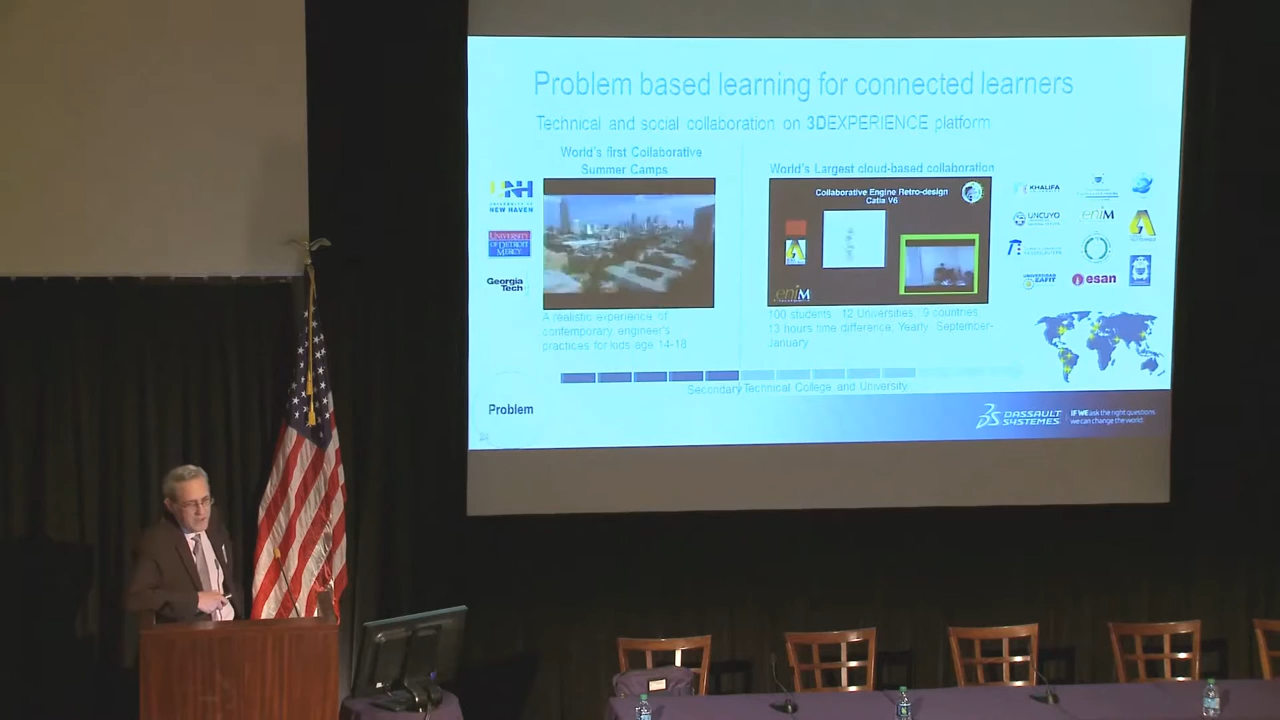 Problem based learning for connected learners
Technical and social collaboration on 3DEXPERIENCE platform
World's first Collaborative
Summer Camps
World's Largest cloud-based collaboration
UNH
UNIVERSITY OF
NEW HAVEN
UNIVERSITY
OF DETROIT
MERCY
Georgia
Tech
Collaborative Engine Retro-design
Catia V6
eniM
eniM
KHALIFA
UNCUYO
eniM
UNIVERSIDAD
EAFIT
esan
A realistic experience of
contemporary engineer's
practices for kids age 14-18
100 students, 12 Universities, 9 countries,
13 hours time difference, Yearly, September-
January
Secondary Technical College and University
Problem
DASSAULT
SYSTEMES
IF WE ask the right questions
we can change the world.